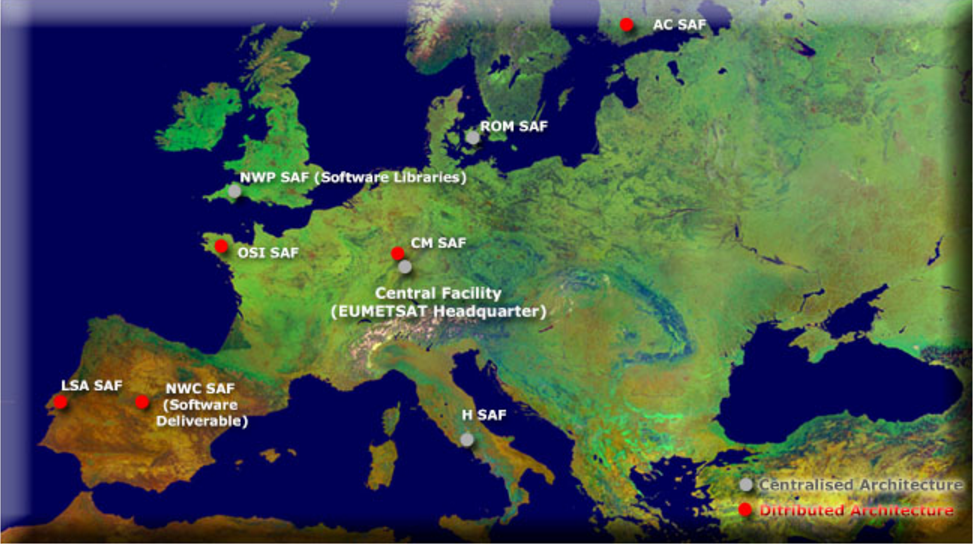 AC SAF
ROM SAF
NWP SAF (Software Libraries)
OSI SAF
CM SAF
Central Facility
(EUMETSAT Headquarter)
LSA SAF
NWC SAF
(Software
Deliverable)
H SAF
Centralised Architecture
Ditributed Architecture